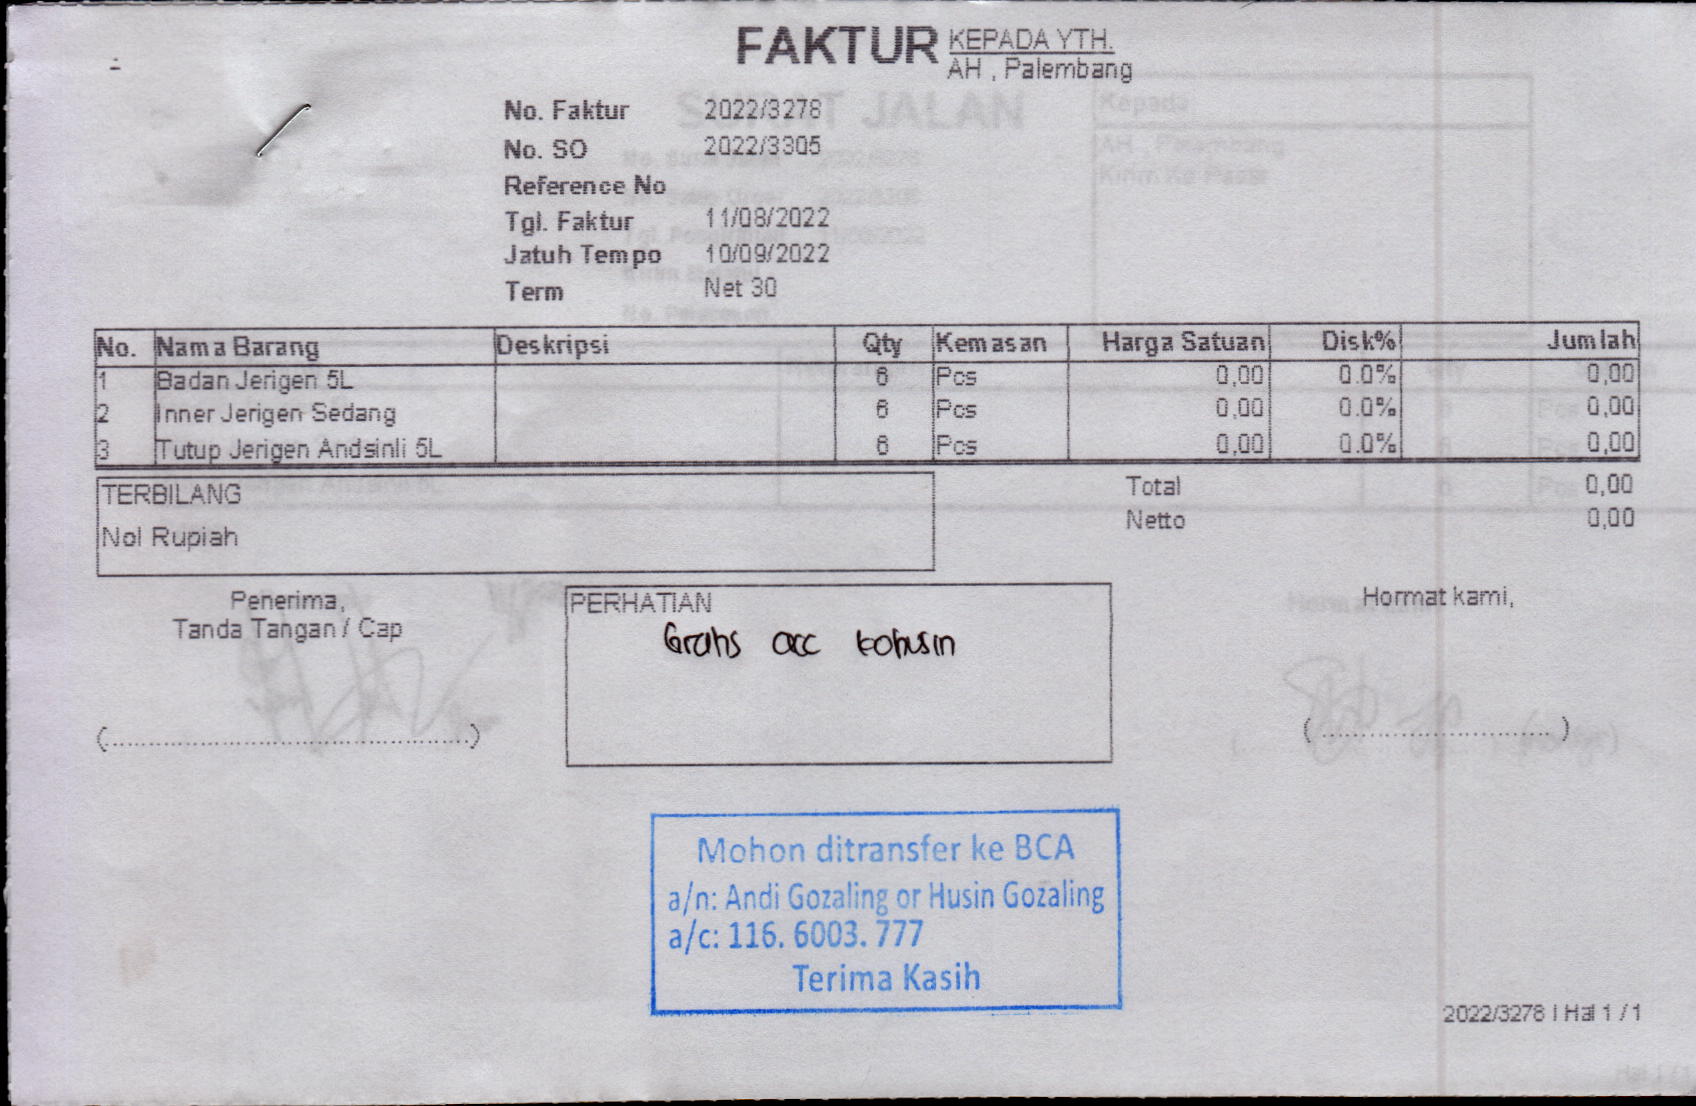 FAKTUR
KEPADA YTH.
AH , Palembang
No. Faktur 2022/3278
No. SO 2022/3305
Reference No
Tgl. Faktur 11/08/2022
Jatuh Tempo 10/09/2022
Term Net 30
No. Nama Barang Deskripsi Qty Kemasan Harga Satuan Disk% Jumlah
1 Badan Jerigen 5L 6 Pcs 0,00 0.0% 0,00
2 Inner Jerigen Sedang 6 Pcs 0,00 0.0% 0,00
3 Tutup Jerigen Andsinli 5L 6 Pcs 0,00 0.0% 0,00
TERBILANG
Nol Rupiah
Total 0,00
Netto 0,00
Penerima,
Tanda Tangan / Cap
(..................................................)
PERHATIAN
Gratis acc kohusin
Hormat kami,
(..................................)
Mohon ditransfer ke BCA
a/n: Andi Gozaling or Husin Gozaling
a/c: 116. 6003. 777
Terima Kasih
2022/3278 | Hal 1 / 1
SURAT JALAN
Kepada
AH , Palembang